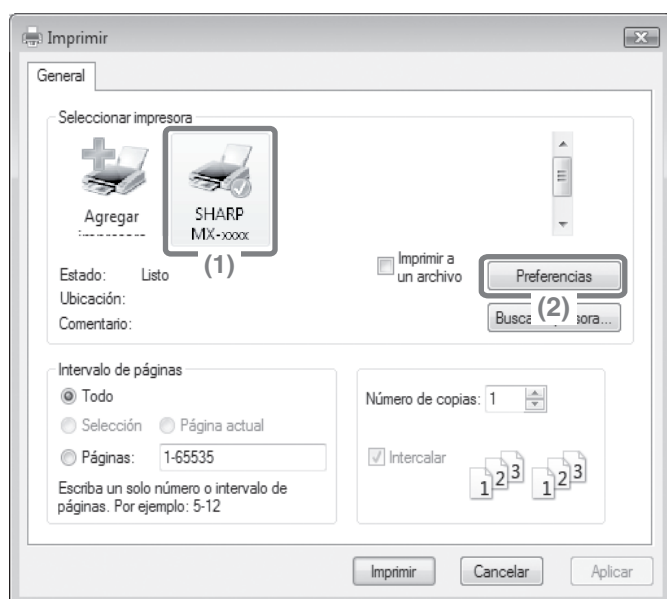 Imprimir
General
Seleccionar impresora
Agregar
SHARP
MX-xxxx
(1)
Estado: Listo
Ubicación:
Comentario:
Imprimir a
un archivo
Preferencias
(2)
Intervalo de páginas
Todo
Selección Página actual
Páginas: 1-65535
Escriba un solo número o intervalo de
páginas. Por ejemplo: 5-12
Número de copias: 1
Intercalar
1 2 3 1 2 3
Imprimir Cancelar Aplicar